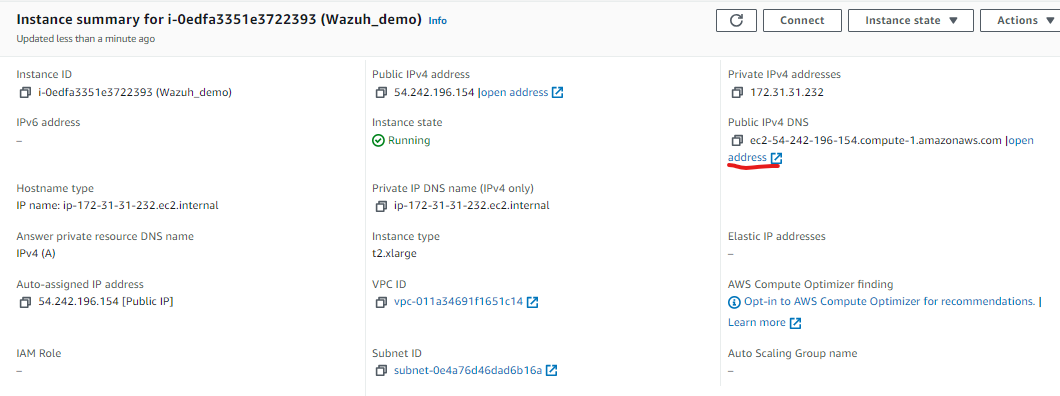 Instance summary for i-0edfa3351e3722393 (Wazuh_demo) Info
Updated less than a minute ago
Connect
Instance state
Actions
Instance ID
i-0edfa3351e3722393 (Wazuh_demo)
Public IPv4 address
54.242.196.154 |open address
Private IPv4 addresses
172.31.31.232
IPv6 address
–
Instance state
Running
Public IPv4 DNS
ec2-54-242-196-154.compute-1.amazonaws.com |open
address
Hostname type
IP name: ip-172-31-31-232.ec2.internal
Private IP DNS name (IPv4 only)
ip-172-31-31-232.ec2.internal
Answer private resource DNS name
IPv4 (A)
Instance type
t2.xlarge
Elastic IP addresses
–
Auto-assigned IP address
54.242.196.154 [Public IP]
VPC ID
vpc-011a34691f1651c14
AWS Compute Optimizer finding
Opt-in to AWS Compute Optimizer for recommendations. |
Learn more
IAM Role
–
Subnet ID
subnet-0e4a76d46dad6b16a
Auto Scaling Group name
–